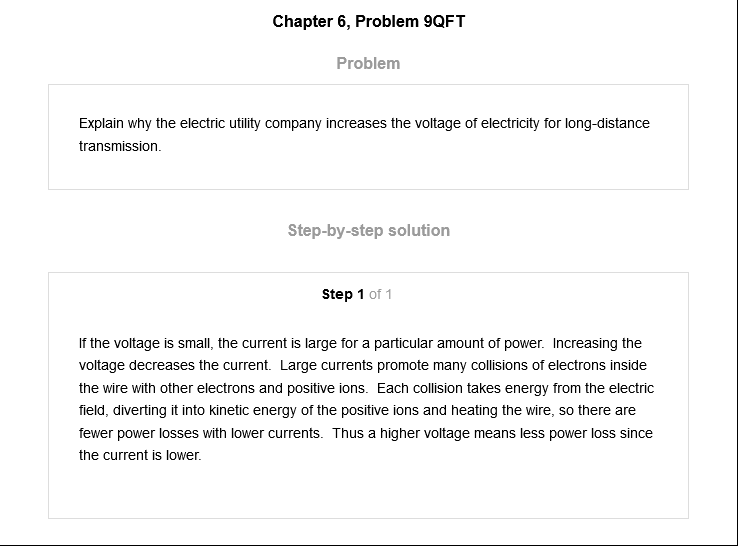 Chapter 6, Problem 9QFT
Problem
Explain why the electric utility company increases the voltage of electricity for long-distance
transmission.
Step-by-step solution
Step 1 of 1
If the voltage is small, the current is large for a particular amount of power.  Increasing the
voltage decreases the current.  Large currents promote many collisions of electrons inside
the wire with other electrons and positive ions.  Each collision takes energy from the electric
field, diverting it into kinetic energy of the positive ions and heating the wire, so there are
fewer power losses with lower currents.  Thus a higher voltage means less power loss since
the current is lower.